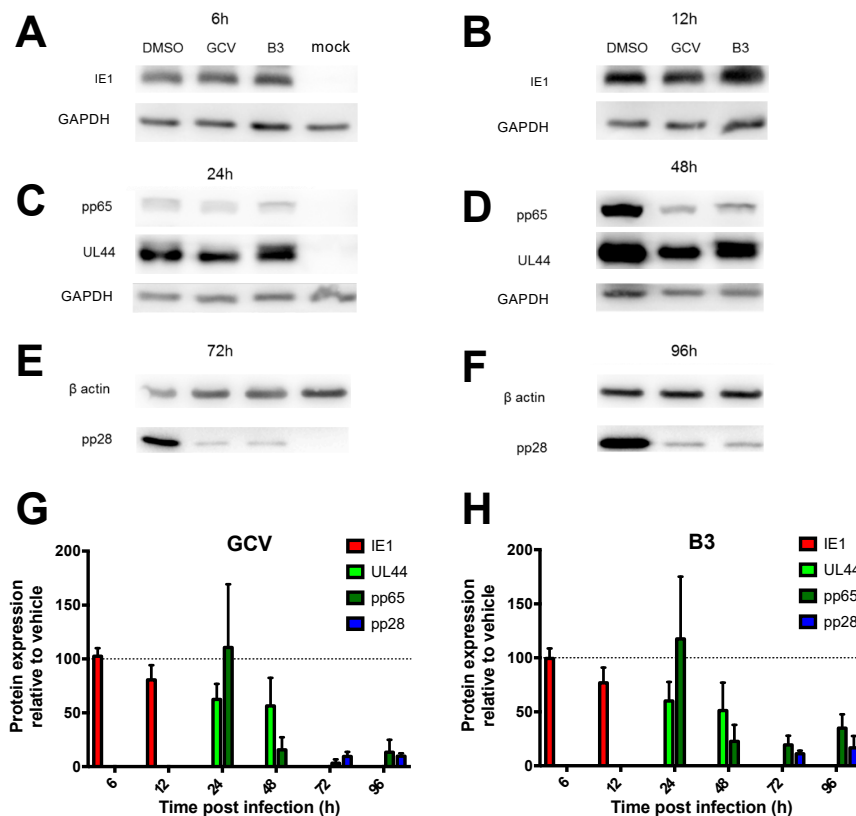 A
6h
DMSO GCV B3 mock
IE1
GAPDH
B
12h
DMSO GCV B3
IE1
GAPDH
C
24h
pp65
UL44
GAPDH
D
48h
pp65
UL44
GAPDH
E
72h
β actin
pp28
F
96h
β actin
pp28
G
GCV
Protein expression
relative to vehicle
200
150
100
50
0
6 12 24 48 72 96
Time post infection (h)
IE1
UL44
pp65
pp28
H
B3
Protein expression
relative to vehicle
200
150
100
50
0
6 12 24 48 72 96
Time post infection (h)
IE1
UL44
pp65
pp28